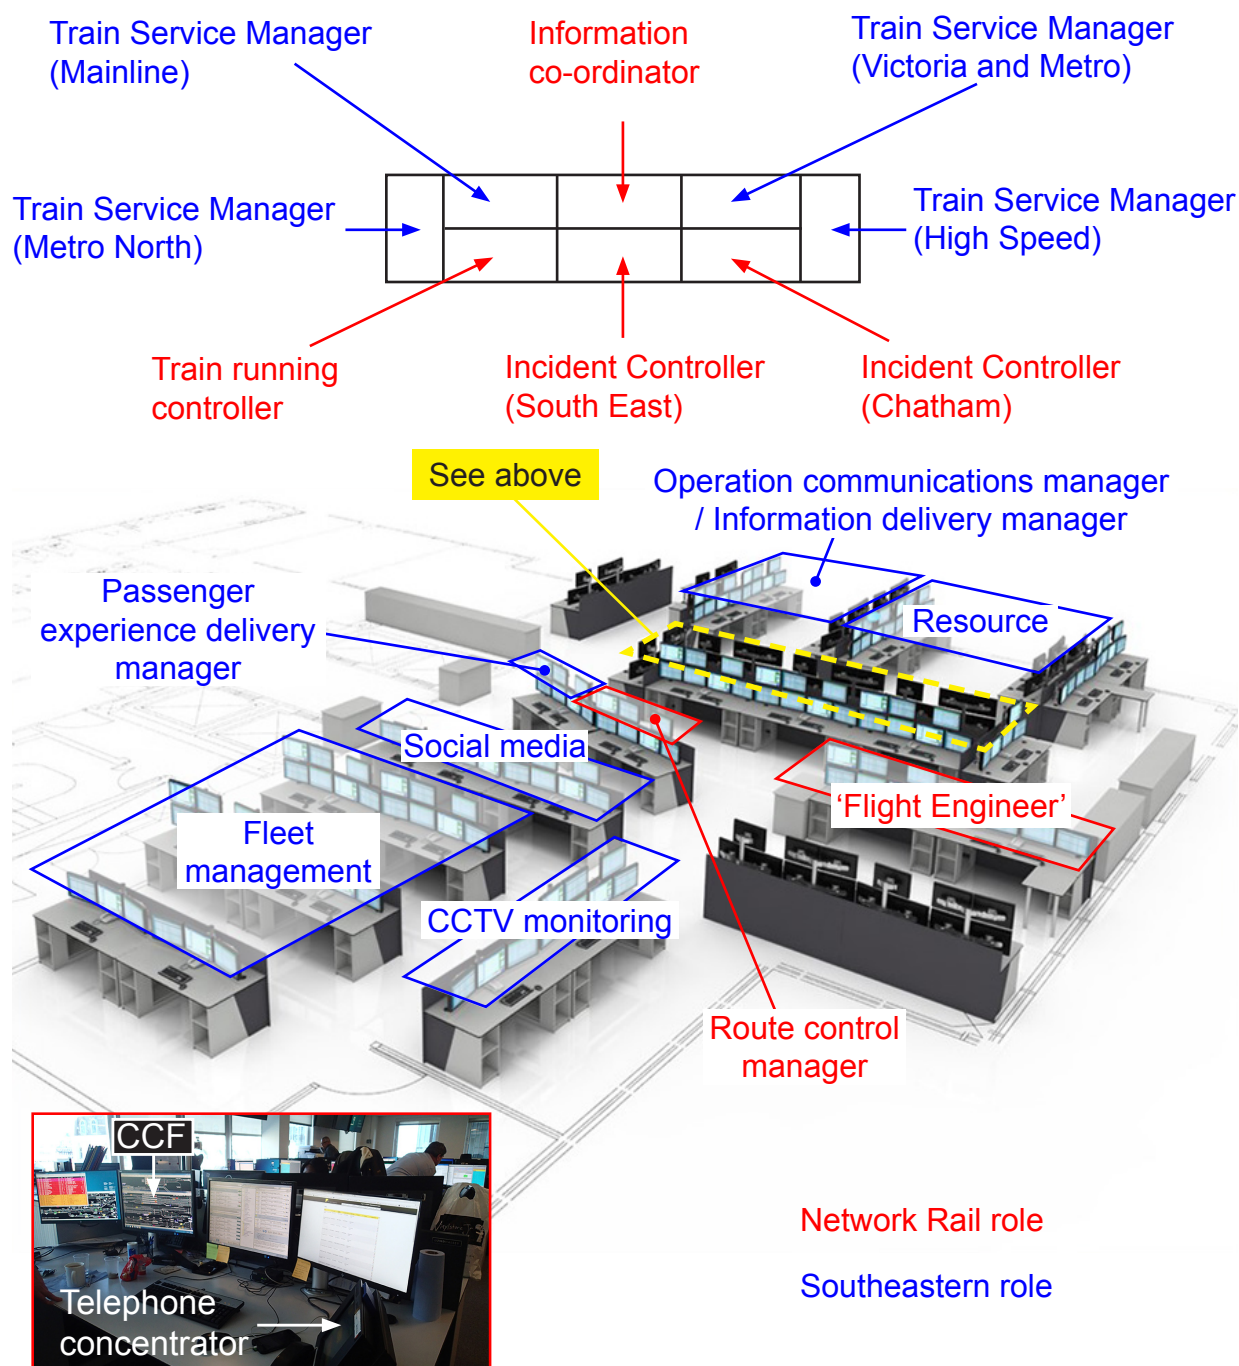 Train Service Manager
(Mainline)
Information
co-ordinator
Train Service Manager
(Victoria and Metro)
Train Service Manager
(Metro North)
Train Service Manager
(High Speed)
Train running
controller
Incident Controller
(South East)
Incident Controller
(Chatham)
See above
Operation communications manager
/ Information delivery manager
Passenger
experience delivery
manager
Resource
Social media
'Flight Engineer'
Fleet
management
CCTV monitoring
Route control
manager
CCF
Telephone
concentrator
Network Rail role
Southeastern role